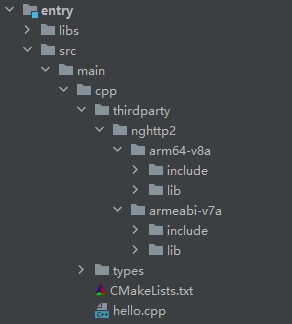 entry
libs
src
main
cpp
thirdparty
nghttp2
arm64-v8a
include
lib
armeabi-v7a
include
lib
types
CMakeLists.txt
hello.cpp